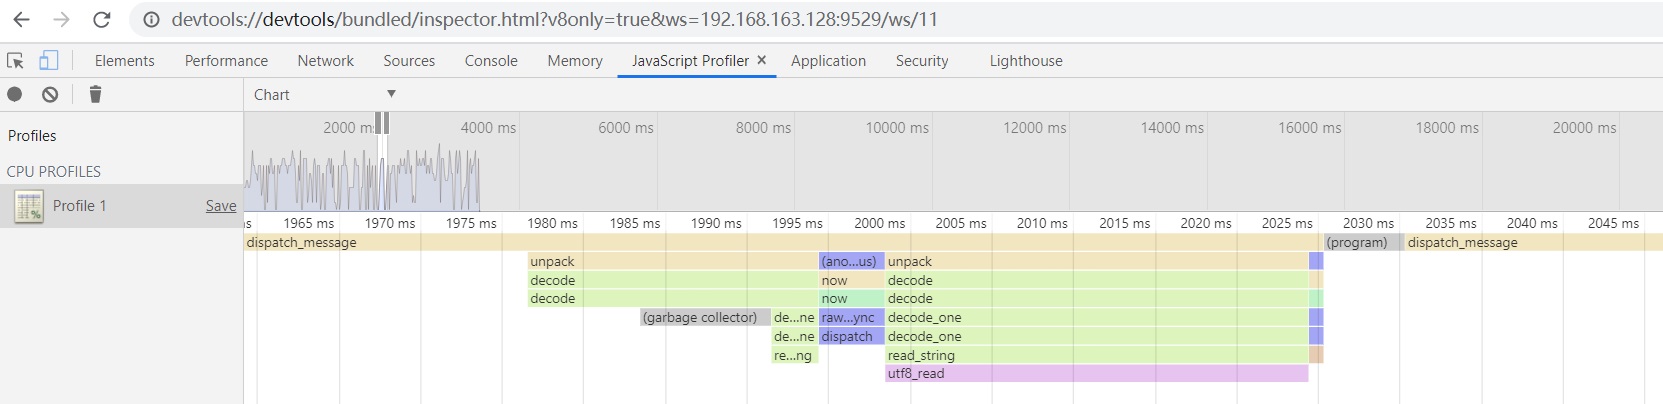 devtools://devtools/bundled/inspector.html?v8only=true&ws=192.168.163.128:9529/ws/11
Elements Performance Network Sources Console Memory JavaScript Profiler × Application Security Lighthouse
Chart ▼
Profiles
CPU PROFILES
Profile 1 Save
2000 m 4000 ms 6000 ms 8000 ms 10000 ms 12000 ms 14000 ms 16000 ms 18000 ms 20000 ms
s 1965 ms 1970 ms 1975 ms 1980 ms 1985 ms 1990 ms 1995 ms 2000 ms 2005 ms 2010 ms 2015 ms 2020 ms 2025 ms 2030 ms 2035 ms 2040 ms 2045 ms
dispatch_message (program) dispatch_message
unpack (ano...us) unpack
decode now decode
decode now decode
(garbage collector) de...ne raw...ync decode_one
de...ne dispatch decode_one
re...ng read_string
utf8_read